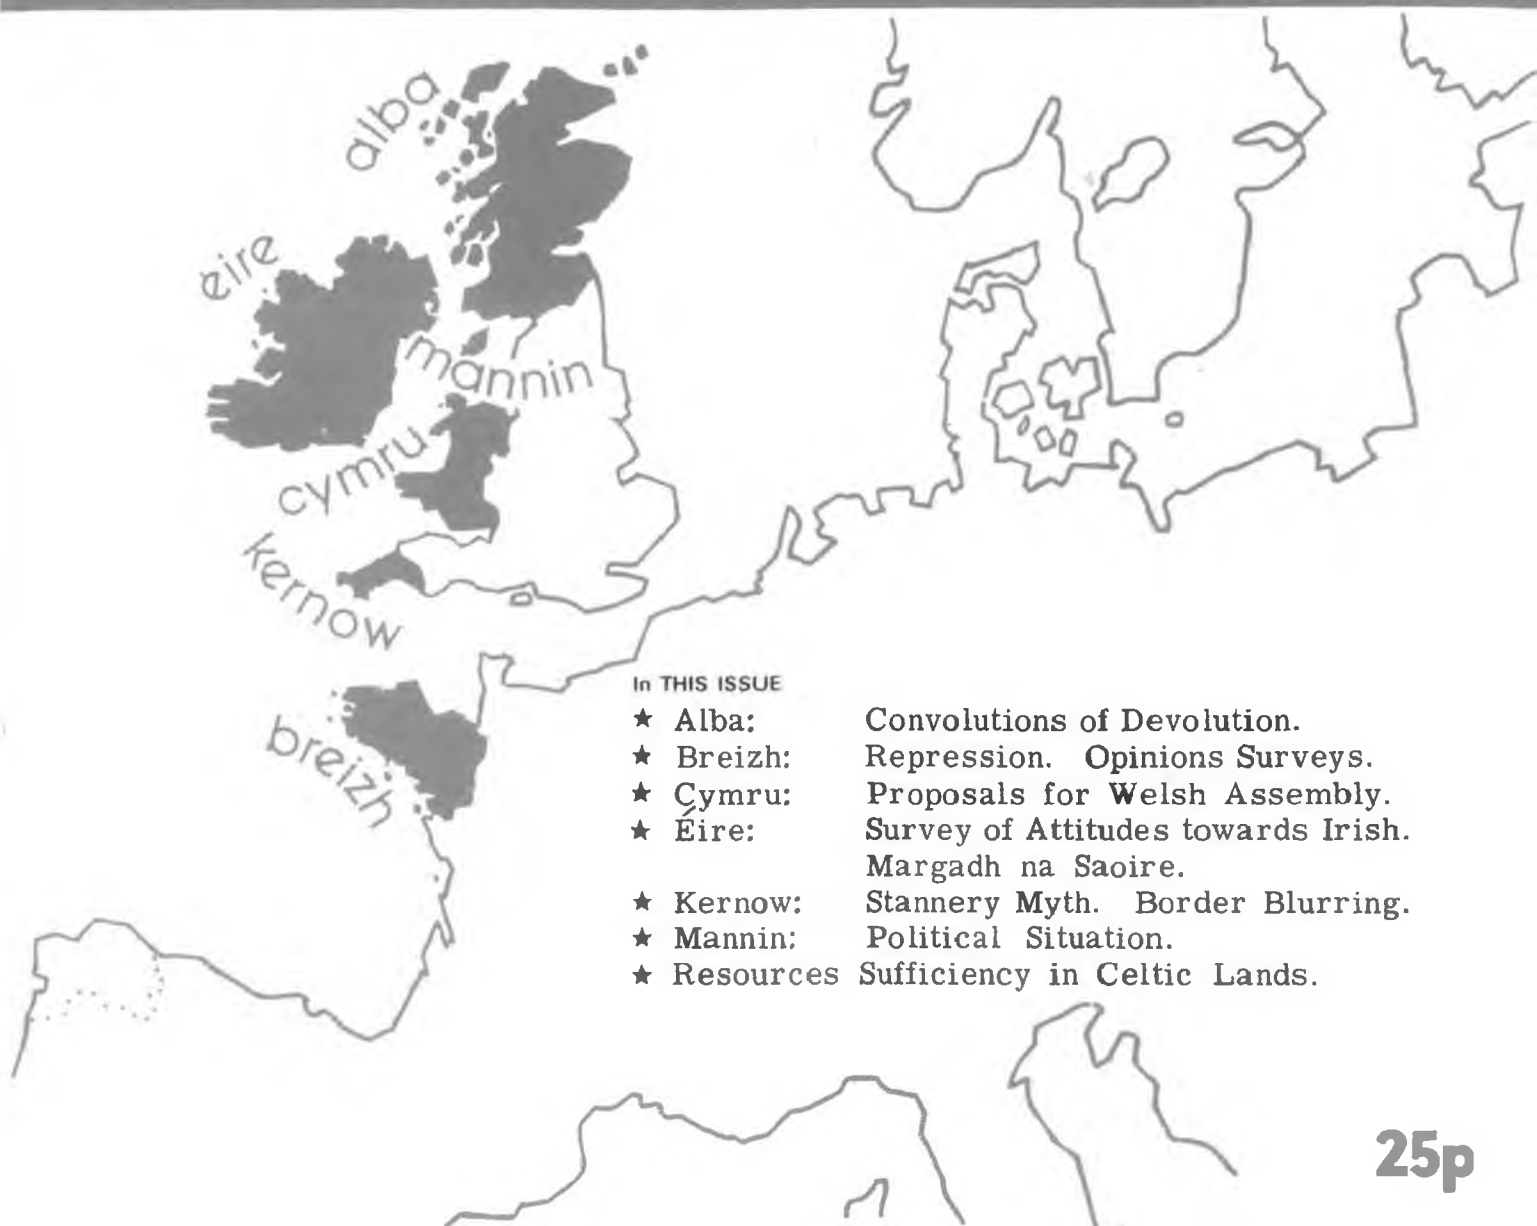 alba
éire
mannin
cymru
kernow
breizh
In THIS ISSUE
★ Alba: Convolutions of Devolution.
★ Breizh: Repression. Opinions Surveys.
★ Cymru: Proposals for Welsh Assembly.
★ Éire: Survey of Attitudes towards Irish.
Margadh na Saoire.
★ Kernow: Stannery Myth. Border Blurring.
★ Mannin: Political Situation.
★ Resources Sufficiency in Celtic Lands.
25p